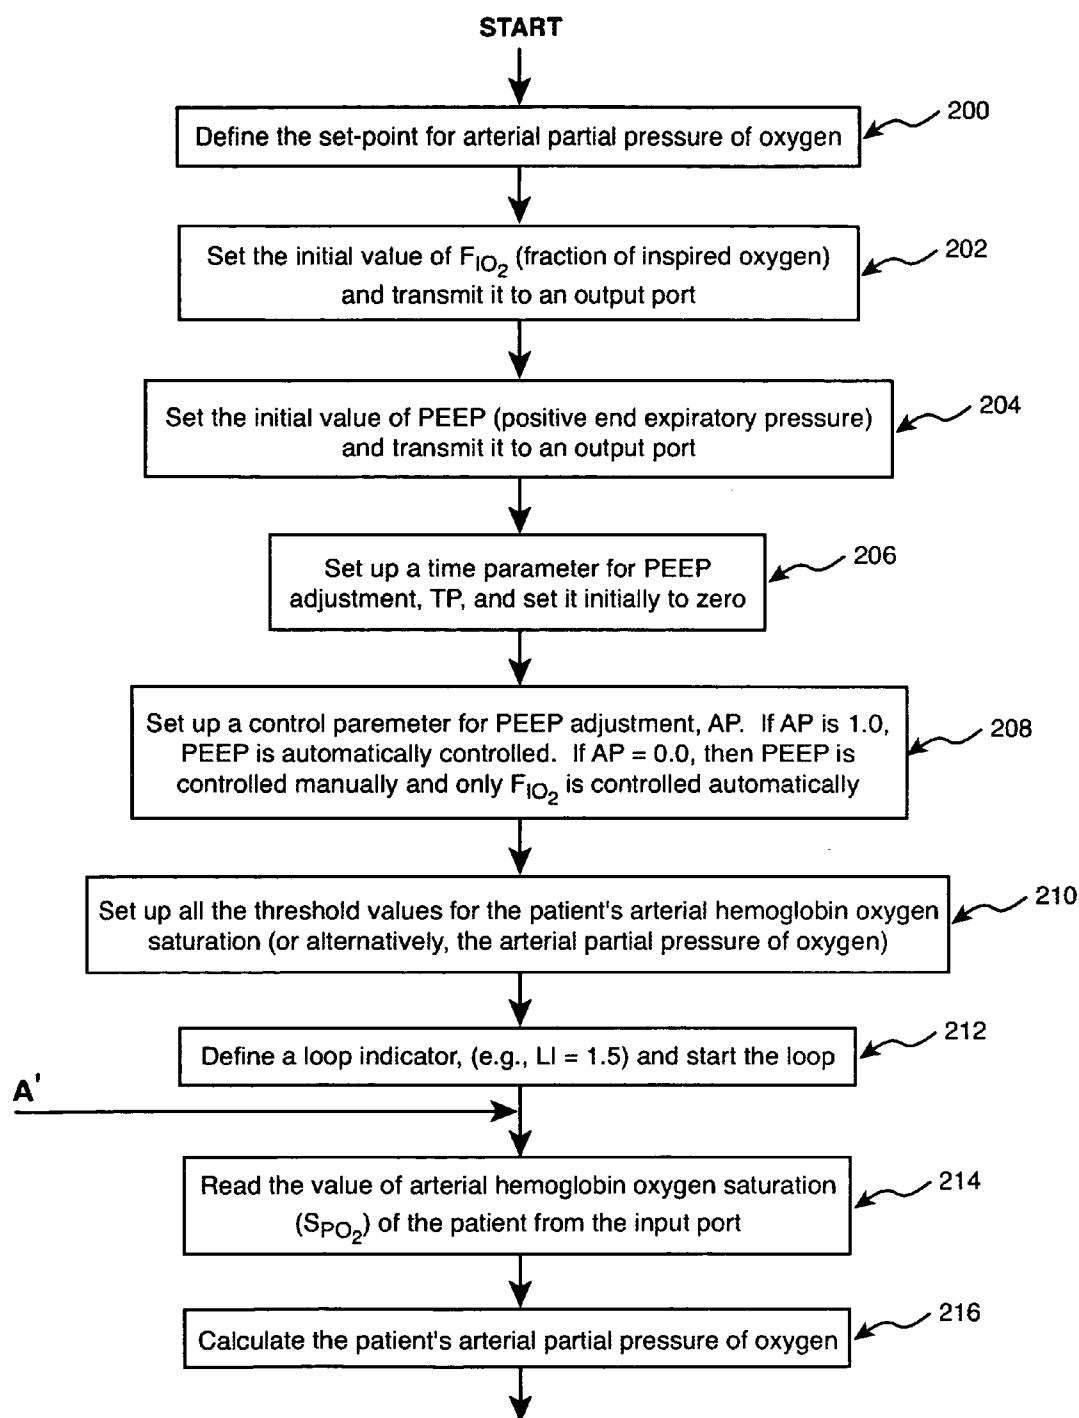 START
Define the set-point for arterial partial pressure of oxygen
200
Set the initial value of FIO2 (fraction of inspired oxygen)
and transmit it to an output port
202
Set the initial value of PEEP (positive end expiratory pressure)
and transmit it to an output port
204
Set up a time parameter for PEEP
adjustment, TP, and set it initially to zero
206
Set up a control paremeter for PEEP adjustment, AP. If AP is 1.0,
PEEP is automatically controlled. If AP = 0.0, then PEEP is
controlled manually and only FIO2 is controlled automatically
208
Set up all the threshold values for the patient's arterial hemoglobin oxygen
saturation (or alternatively, the arterial partial pressure of oxygen)
210
Define a loop indicator, (e.g., LI = 1.5) and start the loop
212
A'
Read the value of arterial hemoglobin oxygen saturation
(SPO2) of the patient from the input port
214
Calculate the patient's arterial partial pressure of oxygen
216